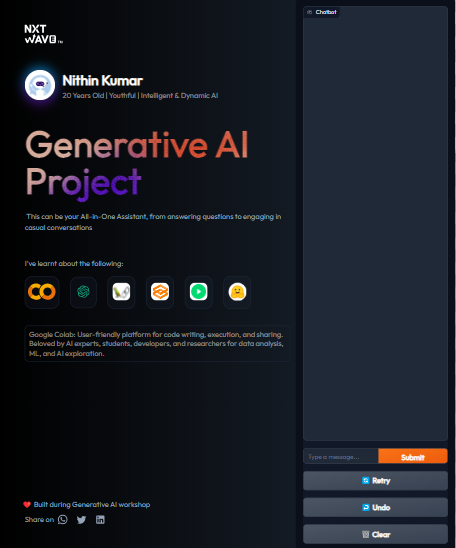 NXT
WAVE TM
Nithin Kumar
20 Years Old | Youthful | Intelligent & Dynamic AI
Generative AI
Project
This can be your All-in-One Assistant, from answering questions to engaging in
casual conversations
I've learnt about the following:
Google Colab: User-friendly platform for code writing, execution, and sharing.
Beloved by AI experts, students, developers, and researchers for data analysis,
ML, and AI exploration.
Built during Generative AI workshop
Share on
Chatbot
Type a message...
Submit
Retry
Undo
Clear